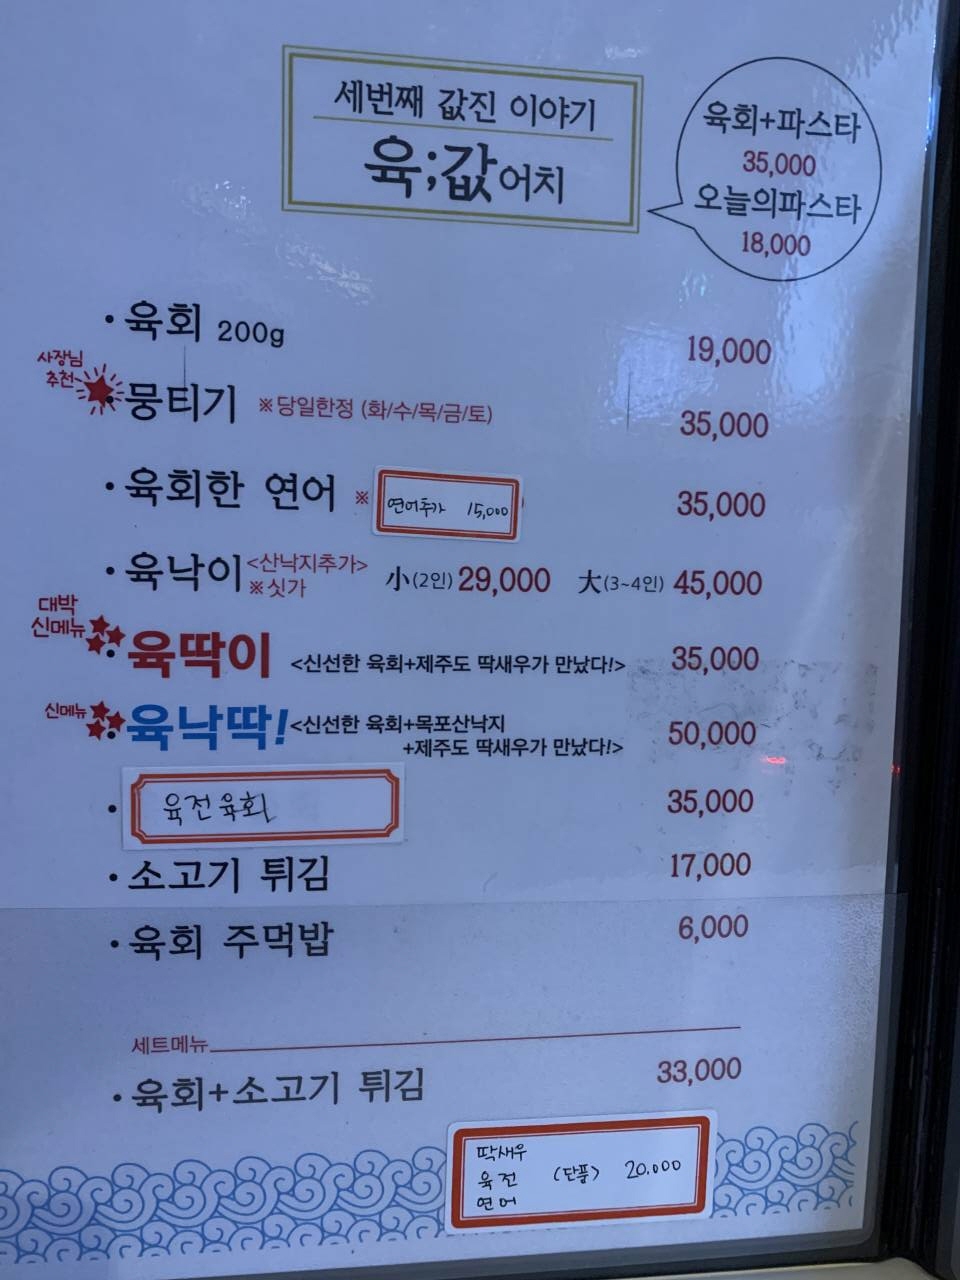 세번째 값진 이야기
육;값어치
육회+파스타
35,000
오늘의파스타
18,000
· 육회 200g 19,000
사장님
추천
· 뭉티기 ※당일한정 (화/수/목/금/토) 35,000
· 육회한 연어 ※ 연어추가 15,000 35,000
· 육낙이 <산낙지추가> ※싯가 小(2인) 29,000 大(3~4인) 45,000
대박
신메뉴
· 육딱이 <신선한 육회+제주도 딱새우가 만났다!> 35,000
신메뉴
· 육낙딱! <신선한 육회+목포산낙지 50,000
+제주도 딱새우가 만났다!>
· 육전육회 35,000
· 소고기 튀김 17,000
· 육회 주먹밥 6,000
세트메뉴
· 육회+소고기 튀김 33,000
딱새우
육전 (단품) 20.000
연어